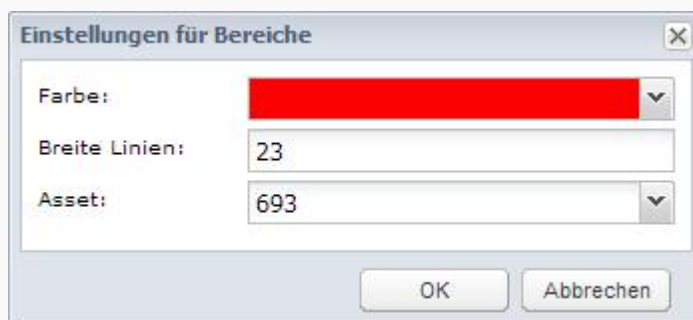 Einstellungen für Bereiche
Farbe:
Breite Linien: 23
Asset: 693
OK Abbrechen